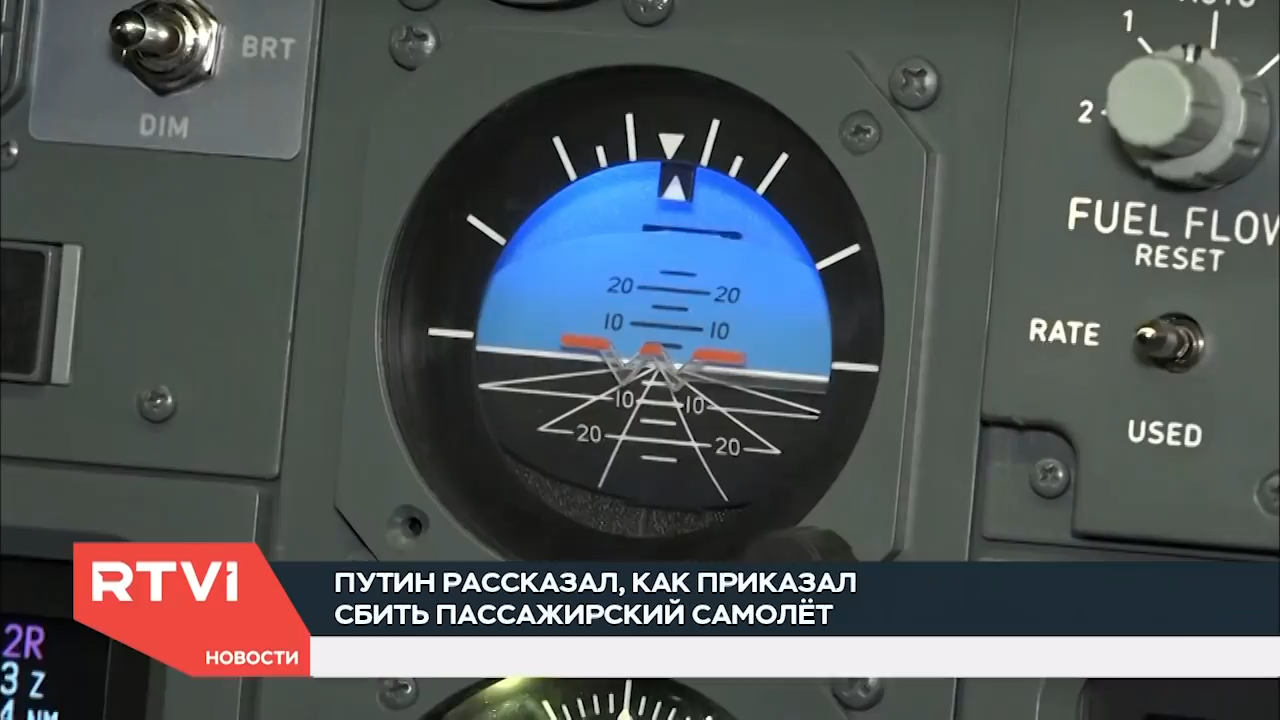 BRT
DIM
AUTO
1
2
FUEL FLOW
RESET
RATE
USED
20 20
10 10
10 10
20 20
RTVi
НОВОСТИ
ПУТИН РАССКАЗАЛ, КАК ПРИКАЗАЛ
СБИТЬ ПАССАЖИРСКИЙ САМОЛЁТ
2R
3 Z
4 NM